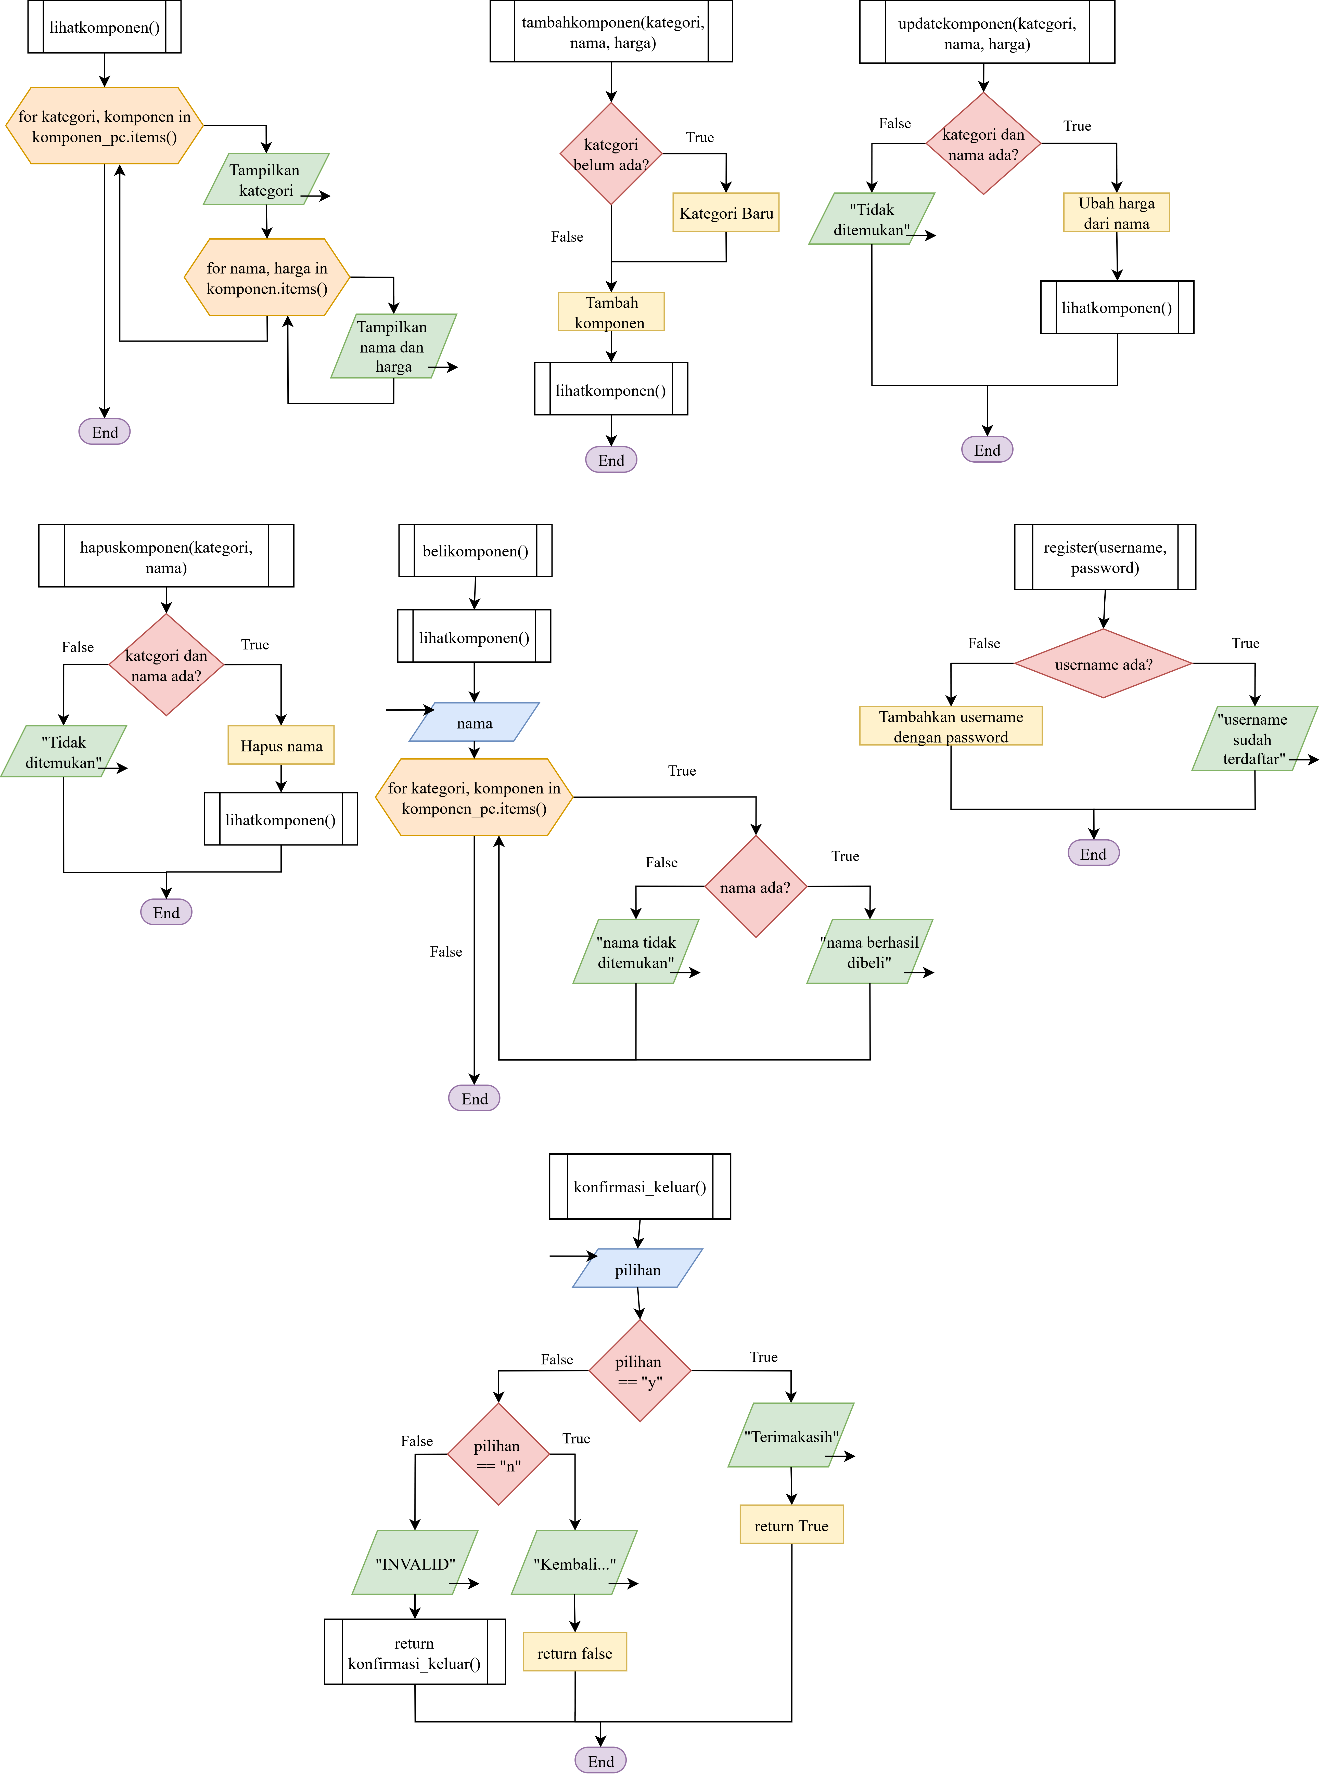 lihatkomponen()
for kategori, komponen in
komponen_pc.items()
Tampilkan
kategori
for nama, harga in
komponen.items()
Tampilkan
nama dan
harga
End
tambahkomponen(kategori,
nama, harga)
kategori
belum ada?
True
Kategori Baru
False
Tambah
komponen
lihatkomponen()
End
updatekomponen(kategori,
nama, harga)
kategori dan
nama ada?
False
True
"Tidak
ditemukan"
Ubah harga
dari nama
lihatkomponen()
End
hapuskomponen(kategori,
nama)
kategori dan
nama ada?
False
True
"Tidak
ditemukan"
Hapus nama
lihatkomponen()
End
belikomponen()
lihatkomponen()
nama
for kategori, komponen in
komponen_pc.items()
True
nama ada?
False
True
"nama tidak
ditemukan"
"nama berhasil
dibeli"
False
End
register(username,
password)
username ada?
False
True
Tambahkan username
dengan password
"username
sudah
terdaftar"
End
konfirmasi_keluar()
pilihan
pilihan
== "y"
False
True
pilihan
== "n"
"Terimakasih"
False
True
return True
"INVALID"
"Kembali..."
return
konfirmasi_keluar()
return false
End